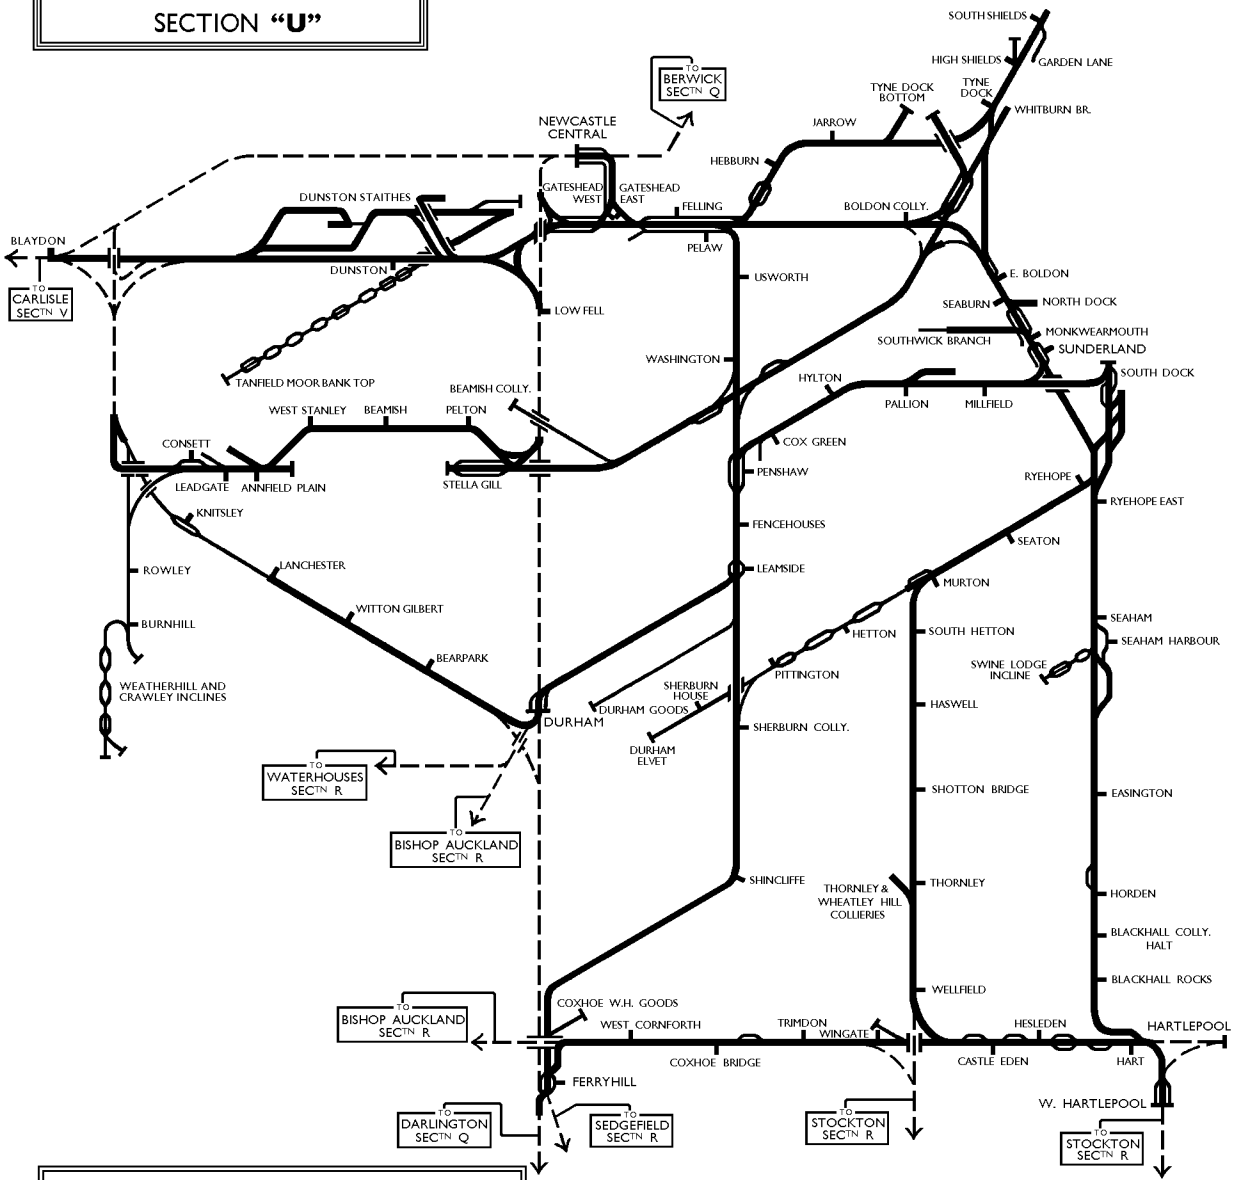 SECTION “U”
SOUTH SHIELDS
HIGH SHIELDS
GARDEN LANE
TO
BERWICK
SECTN Q
TYNE DOCK
BOTTOM
TYNE
DOCK
WHITBURN BR.
NEWCASTLE
CENTRAL
JARROW
HEBBURN
GATESHEAD
WEST
GATESHEAD
EAST
DUNSTON STAITHES
FELLING
BOLDON COLLY.
BLAYDON
PELAW
DUNSTON
USWORTH
E. BOLDON
TO
CARLISLE
SECTN V
LOW FELL
SEABURN
NORTH DOCK
MONKWEARMOUTH
SOUTHWICK BRANCH
SUNDERLAND
WASHINGTON
SOUTH DOCK
TANFIELD MOOR BANK TOP
BEAMISH COLLY.
HYLTON
PALLION
MILLFIELD
WEST STANLEY
BEAMISH
PELTON
CONSETT
COX GREEN
PENSHAW
LEADGATE
ANNFIELD PLAIN
STELLA GILL
RYEHOPE
RYEHOPE EAST
KNITSLEY
FENCEHOUSES
SEATON
ROWLEY
LANCHESTER
LEAMSIDE
MURTON
WITTON GILBERT
BURNHILL
HETTON
SOUTH HETTON
SEAHAM
SEAHAM HARBOUR
BEARPARK
PITTINGTON
SWINE LODGE
INCLINE
WEATHERHILL AND
CRAWLEY INCLINES
SHERBURN
HOUSE
DURHAM GOODS
HASWELL
DURHAM
SHERBURN COLLY.
DURHAM
ELVET
TO
WATERHOUSES
SECTN R
SHOTTON BRIDGE
EASINGTON
TO
BISHOP AUCKLAND
SECTN R
SHINCLIFFE
THORNLEY &
WHEATLEY HILL
COLLIERIES
THORNLEY
HORDEN
BLACKHALL COLLY.
HALT
BLACKHALL ROCKS
WELLFIELD
COXHOE W.H. GOODS
TO
BISHOP AUCKLAND
SECTN R
WEST CORNFORTH
TRIMDON
WINGATE
HESLEDEN
HARTLEPOOL
COXHOE BRIDGE
CASTLE EDEN
HART
FERRYHILL
W. HARTLEPOOL
TO
DARLINGTON
SECTN Q
TO
SEDGEFIELD
SECTN R
TO
STOCKTON
SECTN R
TO
STOCKTON
SECTN R